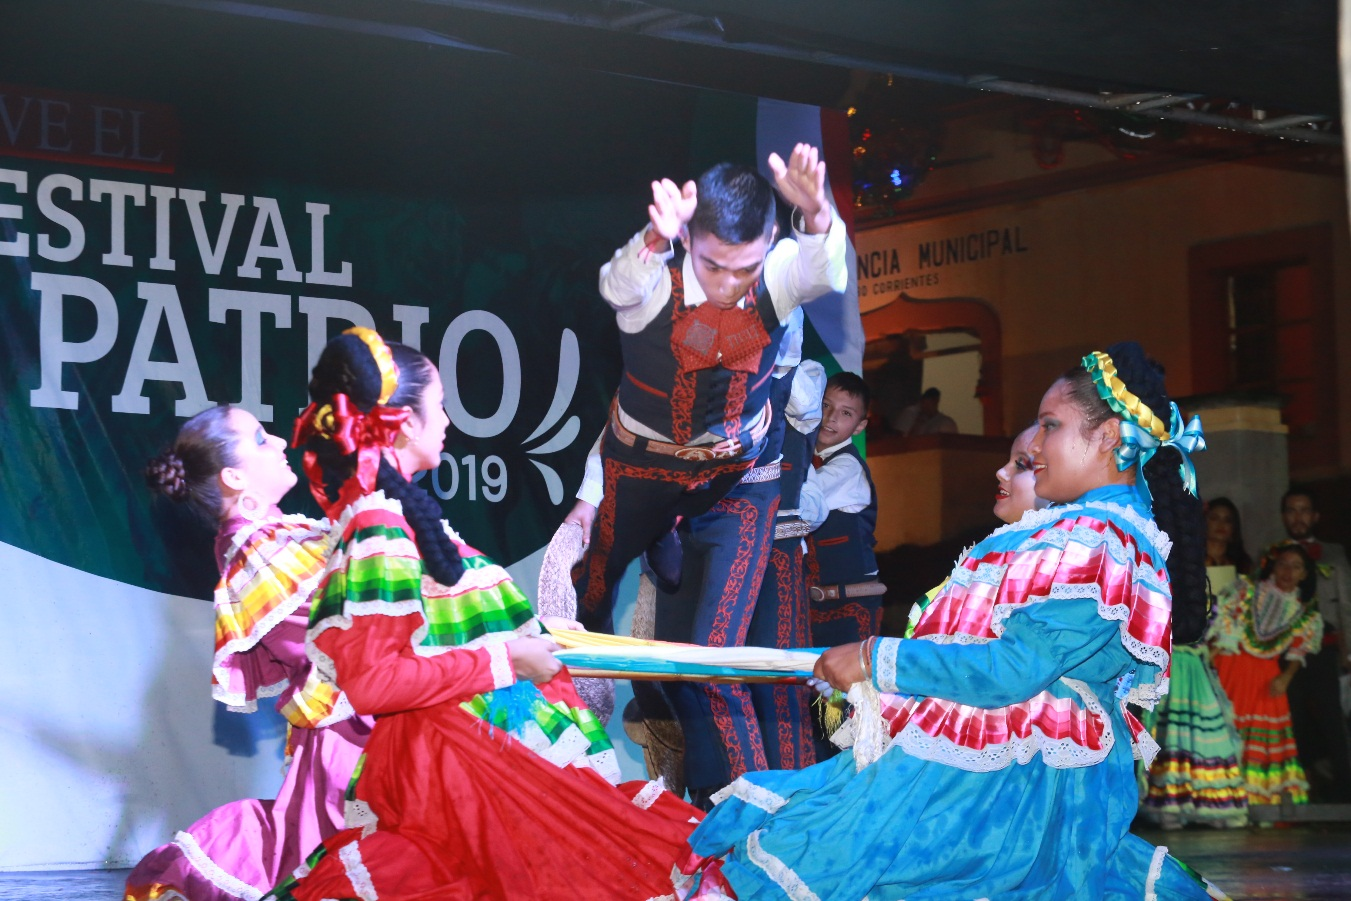 VE EL
ESTIVAL
PATRIO
2019
NCIA MUNICIPAL
O CORRIENTES